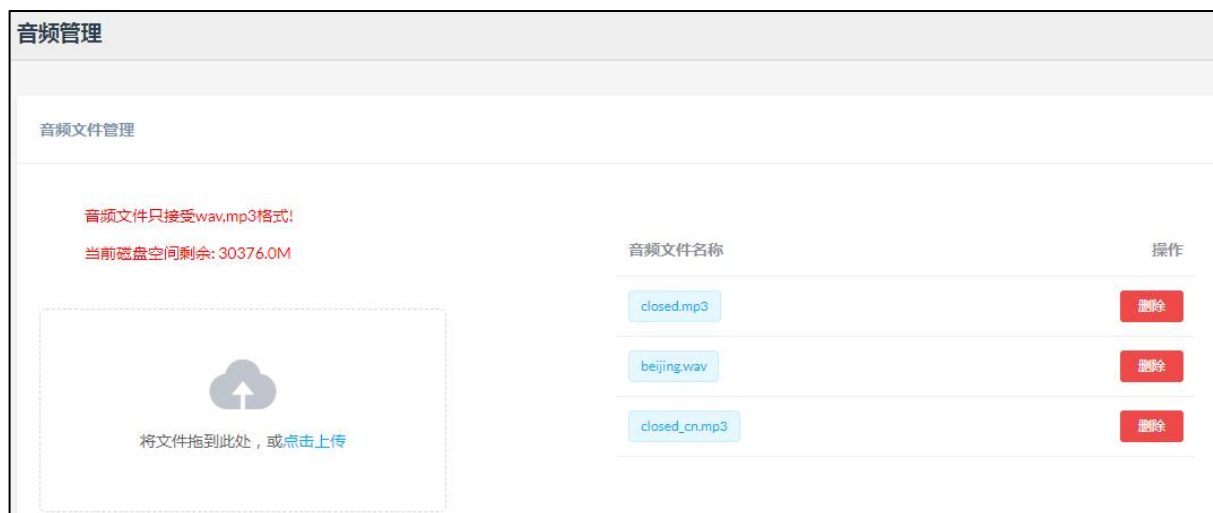 音频管理
音频文件管理
音频文件只接受wav,mp3格式!
当前磁盘空间剩余: 30376.0M
将文件拖到此处，或点击上传
音频文件名称 操作
closed.mp3 删除
beijing.wav 删除
closed_cn.mp3 删除